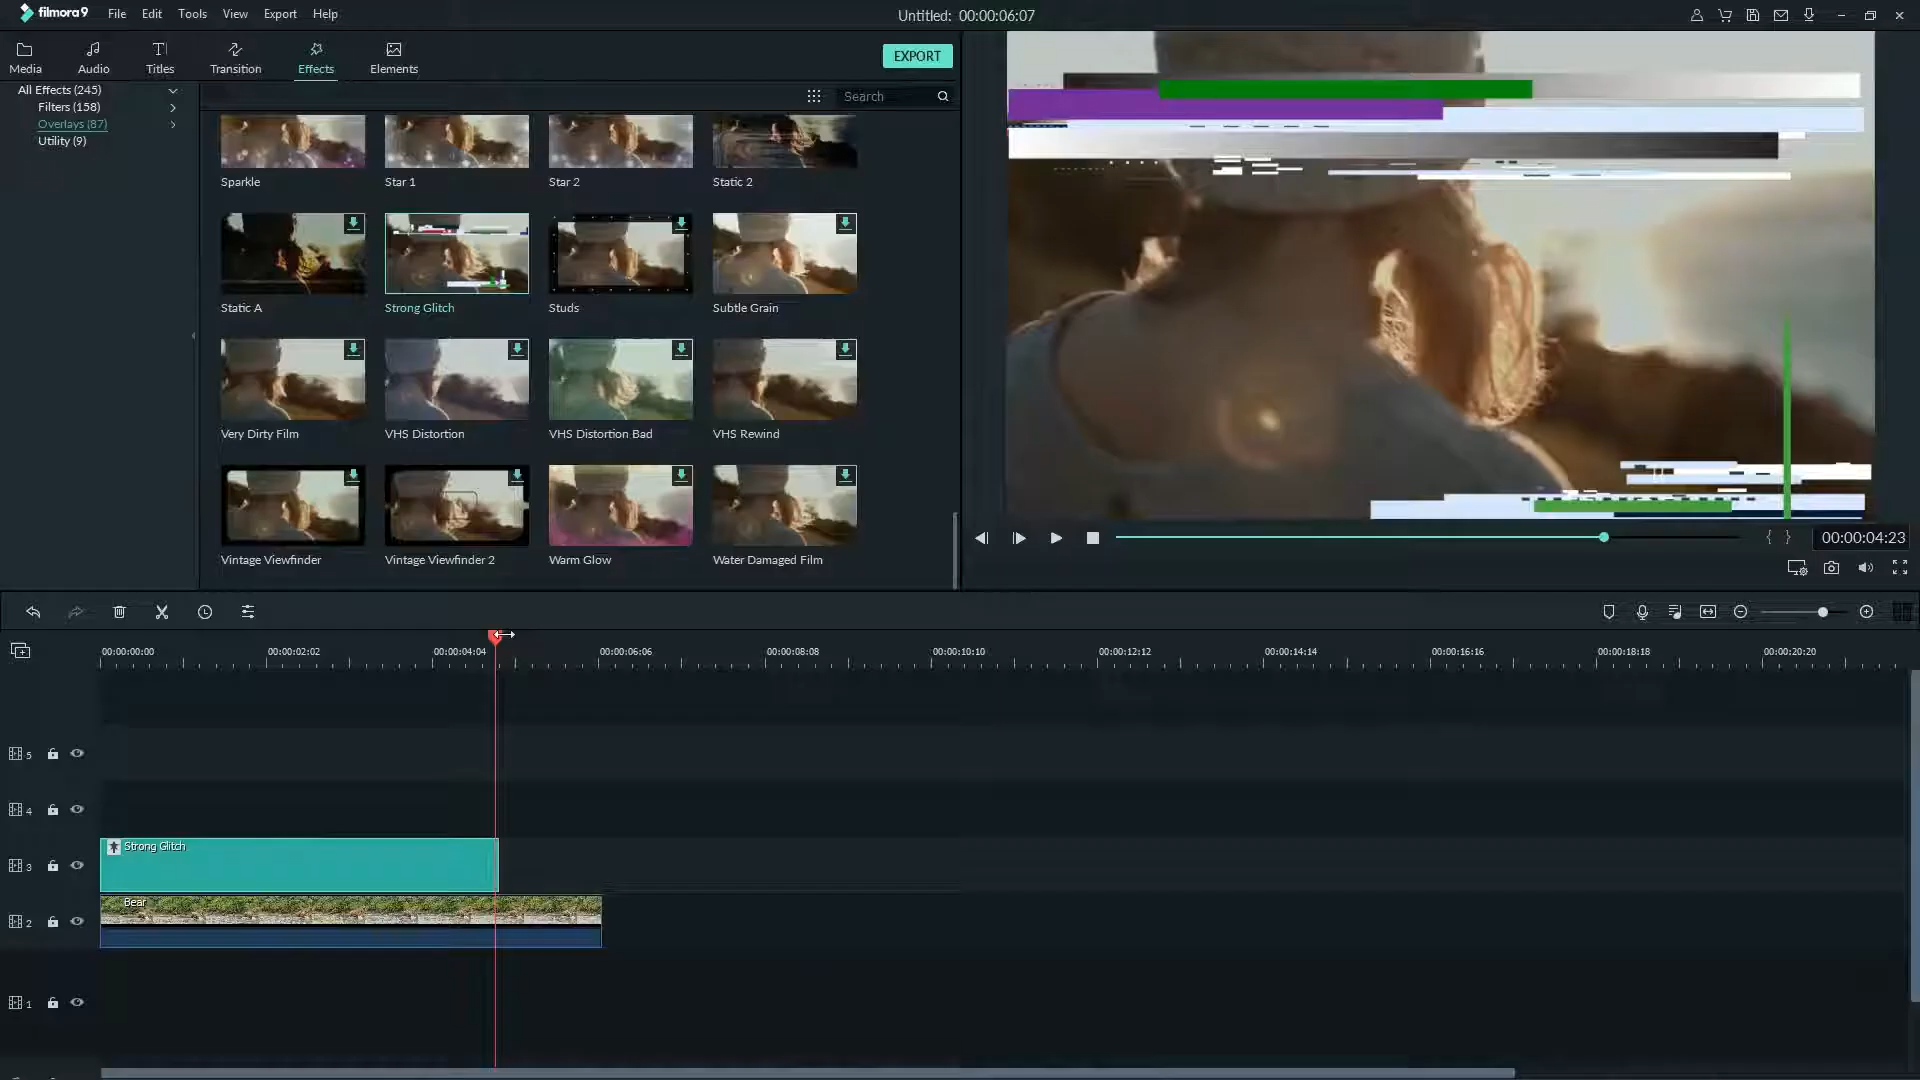 filmora9
File Edit Tools View Export Help
Untitled: 00:00:06:07
Media Audio Titles Transition Effects Elements
EXPORT
All Effects (245)
Filters (158)
Overlays (87)
Utility (9)
Search
Sparkle Star 1 Star 2 Static 2
Static A Strong Glitch Studs Subtle Grain
Very Dirty Film VHS Distortion VHS Distortion Bad VHS Rewind
Vintage Viewfinder Vintage Viewfinder 2 Warm Glow Water Damaged Film
{ } 00:00:04:23
00:00:00:00 00:00:02:02 00:00:04:04 00:00:06:06 00:00:08:08 00:00:10:10 00:00:12:12 00:00:14:14 00:00:16:16 00:00:18:18 00:00:20:20
5
4
3 Strong Glitch
2 Bear
1